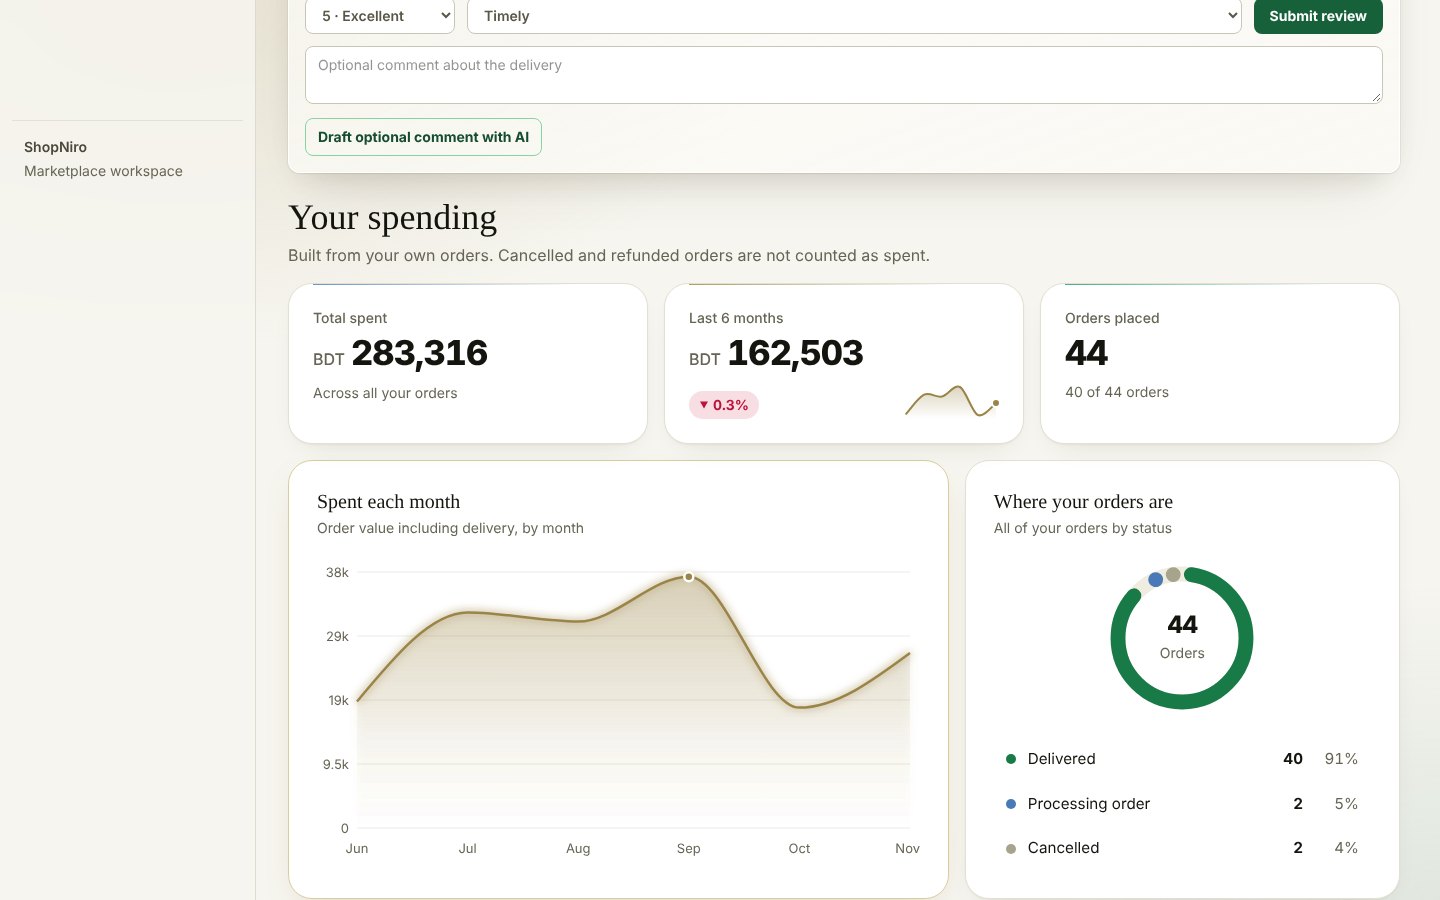 5 · Excellent
Timely
Submit review
Optional comment about the delivery
Draft optional comment with AI
ShopNiro
Marketplace workspace
Your spending
Built from your own orders. Cancelled and refunded orders are not counted as spent.
Total spent
BDT 283,316
Across all your orders
Last 6 months
BDT 162,503
▼ 0.3%
Orders placed
44
40 of 44 orders
Spent each month
Order value including delivery, by month
38k
29k
19k
9.5k
0
Jun Jul Aug Sep Oct Nov
Where your orders are
All of your orders by status
44
Orders
Delivered 40 91%
Processing order 2 5%
Cancelled 2 4%